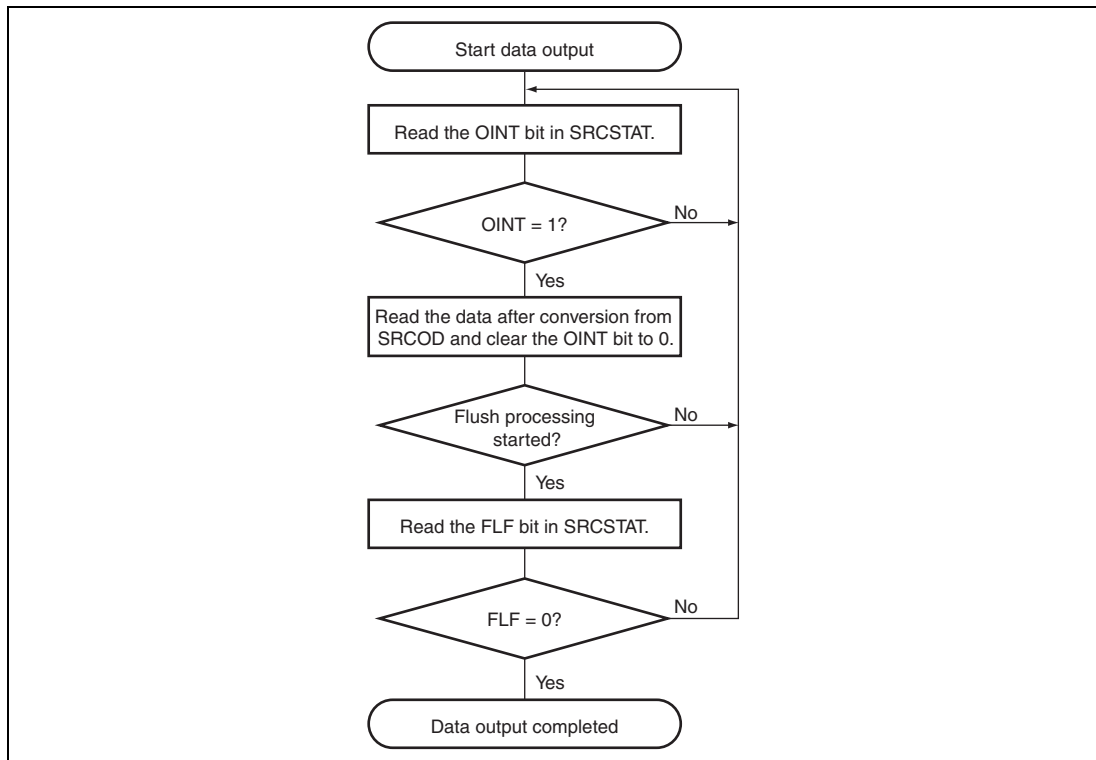 Start data output
Read the OINT bit in SRCSTAT.
OINT = 1?
No
Yes
Read the data after conversion from
SRCOD and clear the OINT bit to 0.
Flush processing
started?
No
Yes
Read the FLF bit in SRCSTAT.
FLF = 0?
No
Yes
Data output completed